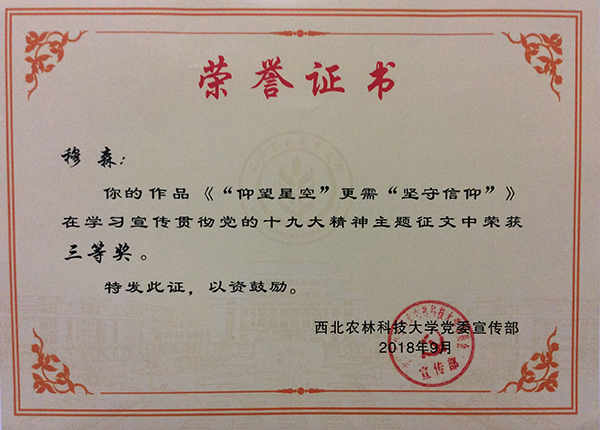 荣誉证书
穆 森：
你的作品《“仰望星空”更需“坚守信仰”》
在学习宣传贯彻党的十九大精神主题征文中荣获
三等奖。
特发此证，以资鼓励。
西北农林科技大学党委宣传部
2018年9月
宣传部